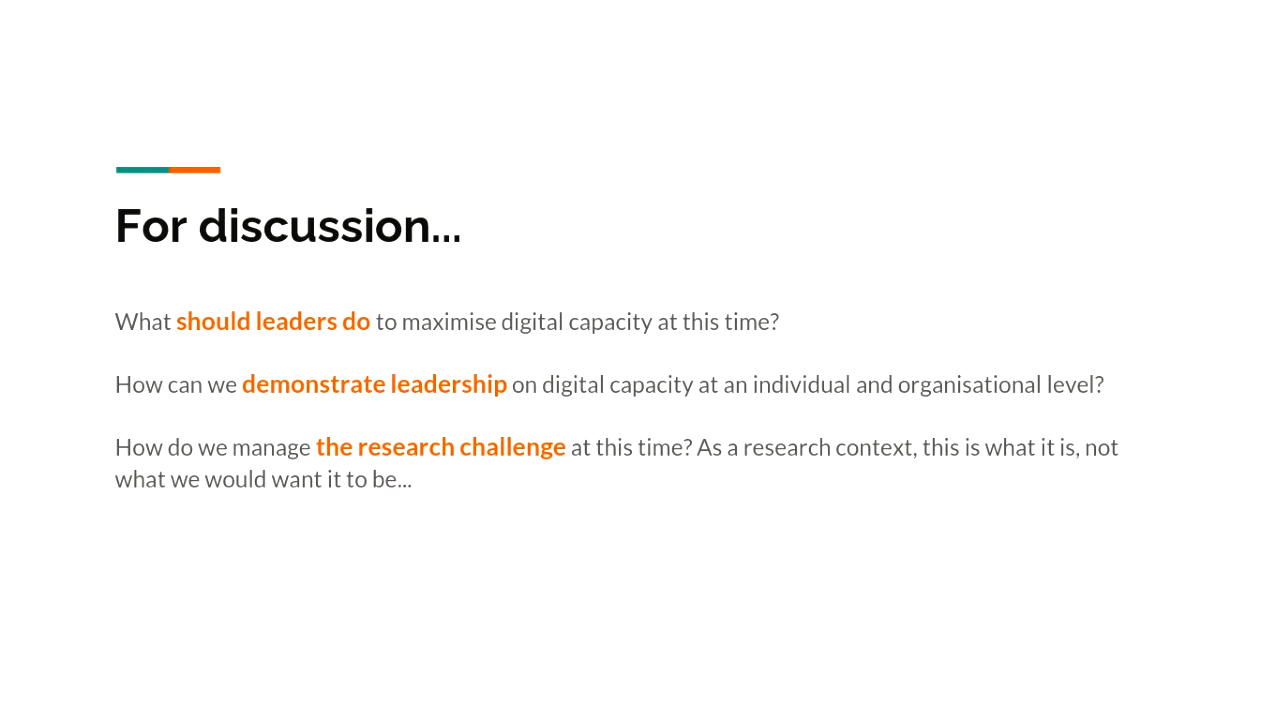 For discussion...
What should leaders do to maximise digital capacity at this time?
How can we demonstrate leadership on digital capacity at an individual and organisational level?
How do we manage the research challenge at this time? As a research context, this is what it is, not
what we would want it to be...